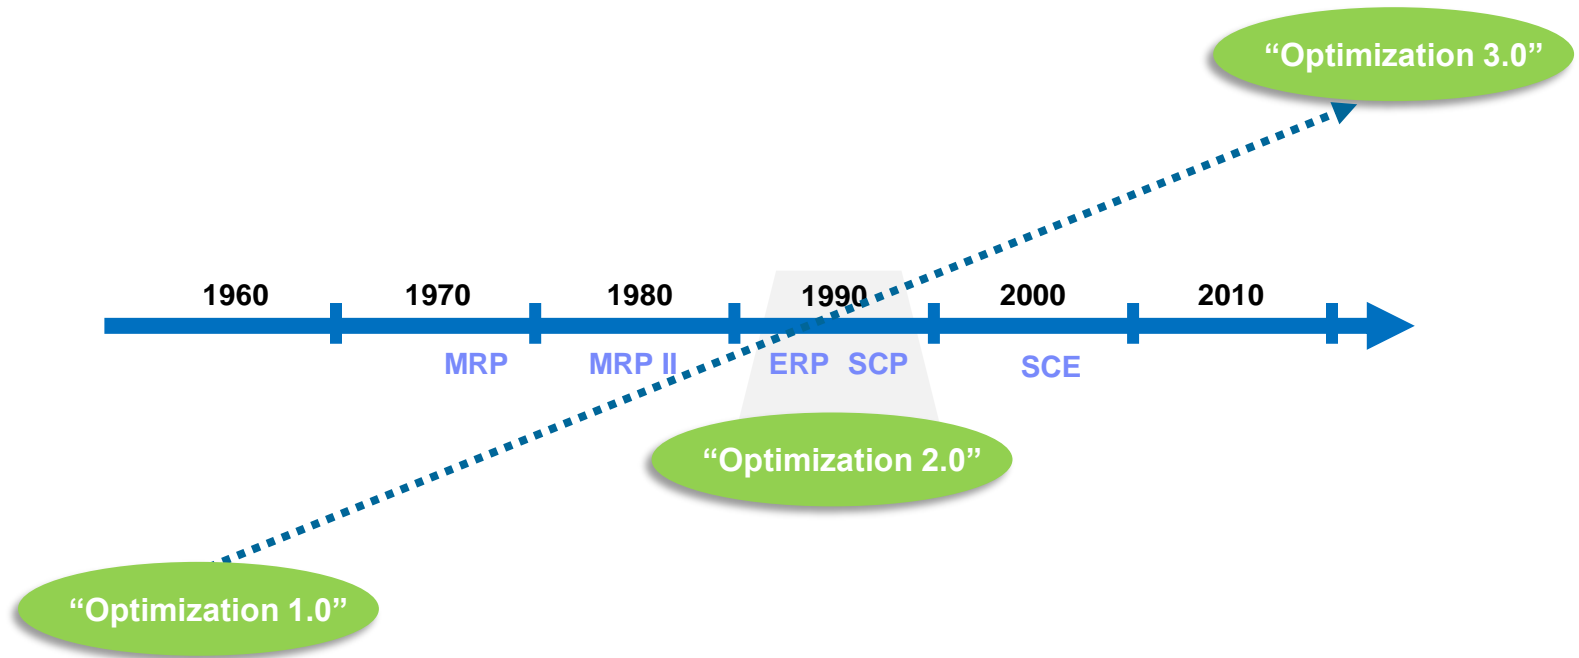 “Optimization 3.0”
1960 1970 1980 1990 2000 2010
MRP MRP II ERP SCP SCE
“Optimization 2.0”
“Optimization 1.0”